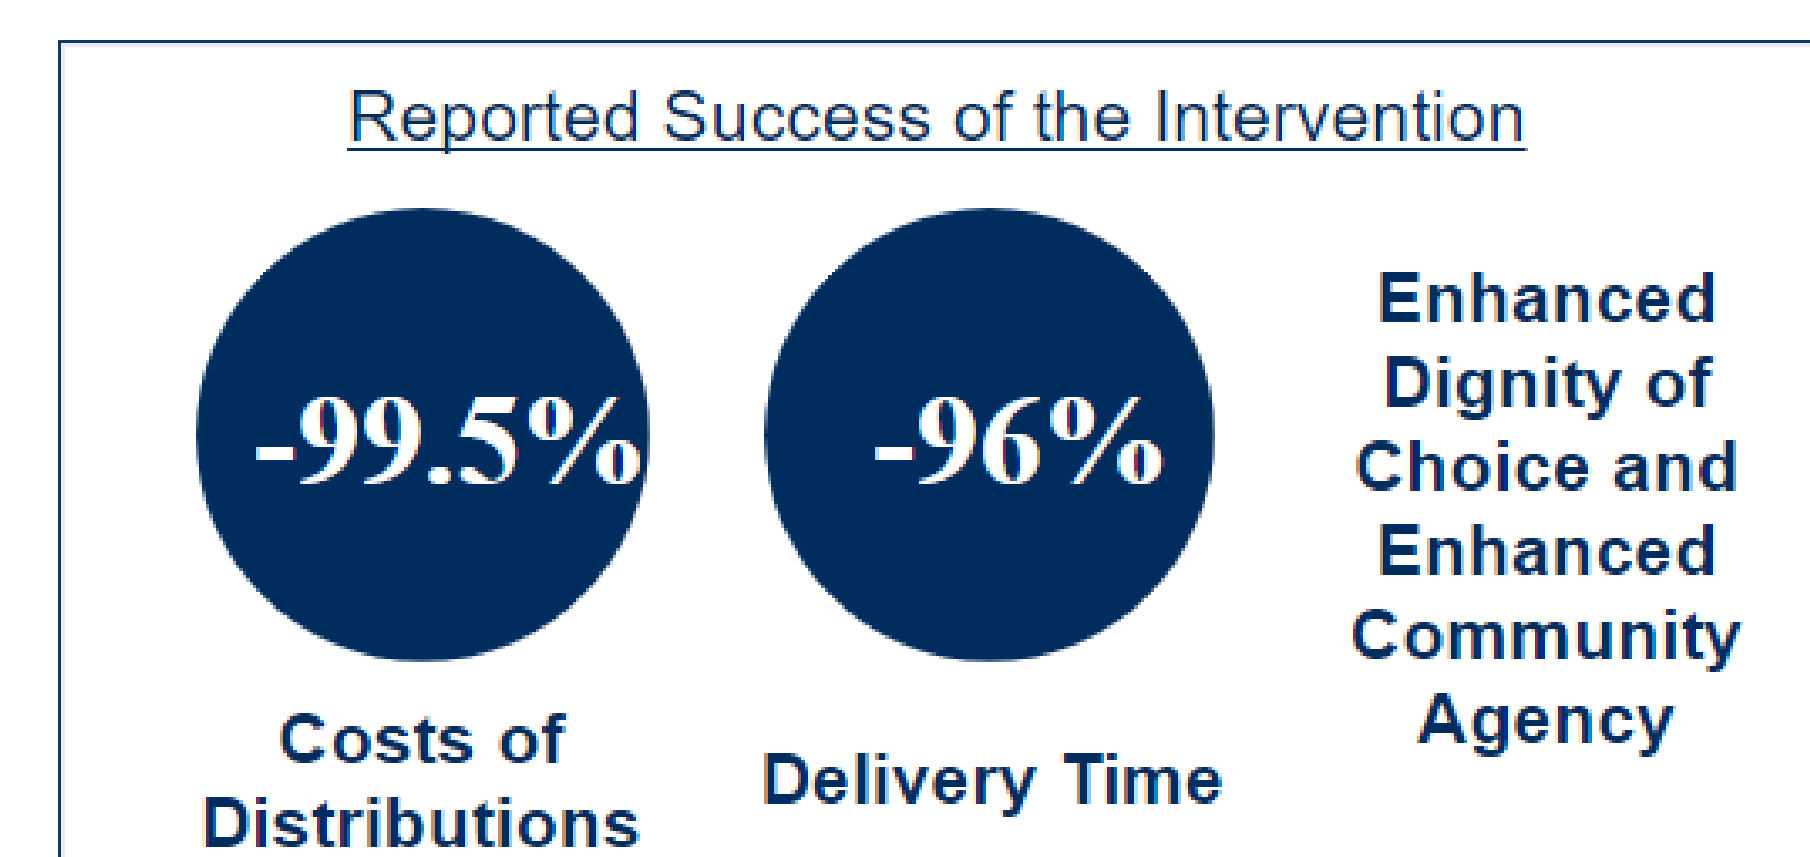 Reported Success of the Intervention
-99.5%
Costs of
Distributions
-96%
Delivery Time
Enhanced
Dignity of
Choice and
Enhanced
Community
Agency